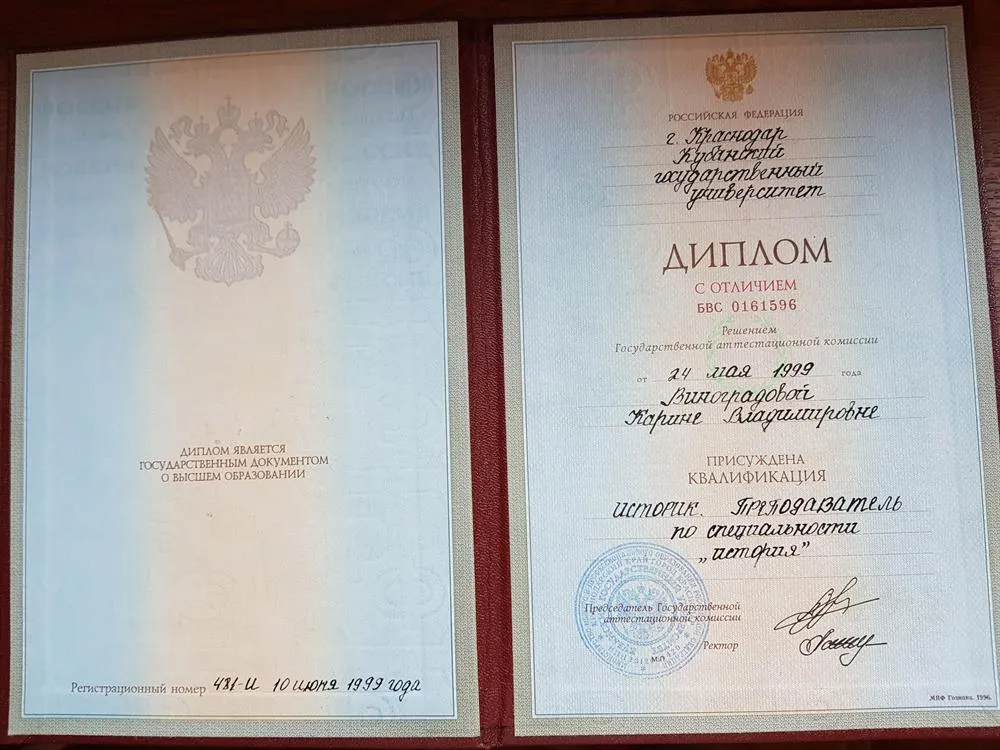 ДИПЛОМ ЯВЛЯЕТСЯ
ГОСУДАРСТВЕННЫМ ДОКУМЕНТОМ
О ВЫСШЕМ ОБРАЗОВАНИИ
Регистрационный номер 481-И 10 июня 1999 года
РОССИЙСКАЯ ФЕДЕРАЦИЯ
г. Краснодар
Кубанский
государственный
университет
ДИПЛОМ
С ОТЛИЧИЕМ
БВС 0161596
Решением
Государственной аттестационной комиссии
от 24 мая 1999 года
Виноградовой
Карине Владимировне
ПРИСУЖДЕНА
КВАЛИФИКАЦИЯ
историк. Преподаватель
по специальности
„история”
Председатель Государственной
аттестационной комиссии
Ректор
М.П.
МПФ Гознака. 1996.